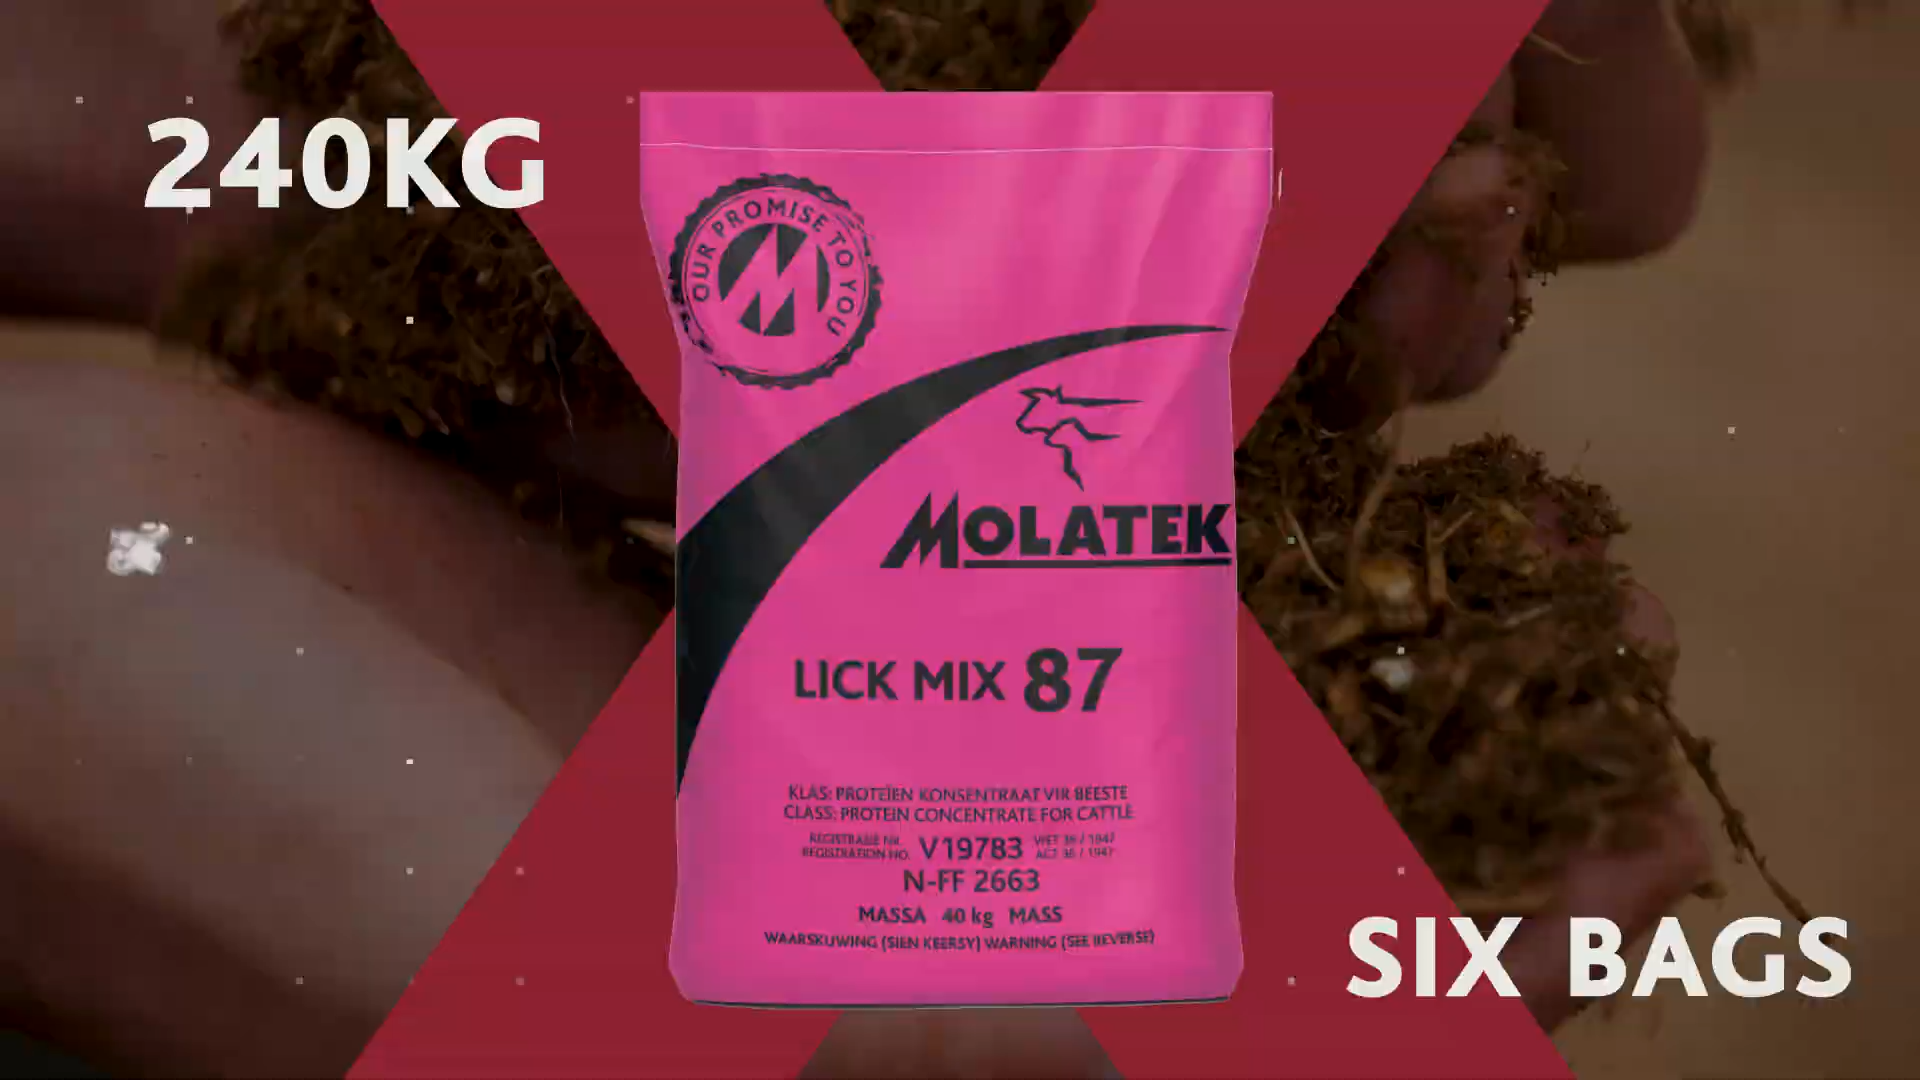 240KG
OUR PROMISE TO YOU
MOLATEK
LICK MIX 87
KLAS: PROTEÏEN KONSENTRAAT VIR BEESTE
CLASS: PROTEIN CONCENTRATE FOR CATTLE
REGISTRASIE NR. V19783 WET 36 / 1947
REGISTRATION NO. ACT 36 / 1947
N-FF 2663
MASSA 40 kg MASS
WAARSKUWING (SIEN KEERSY) WARNING (SEE REVERSE)
SIX BAGS